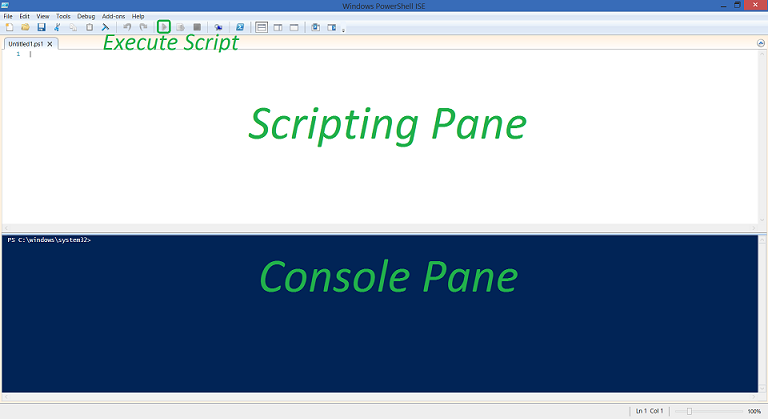 Windows PowerShell ISE
File Edit View Tools Debug Add-ons Help
Execute Script
Untitled1.ps1 X
1
Scripting Pane
PS C:\windows\system32>
Console Pane
Ln 1 Col 1 100%